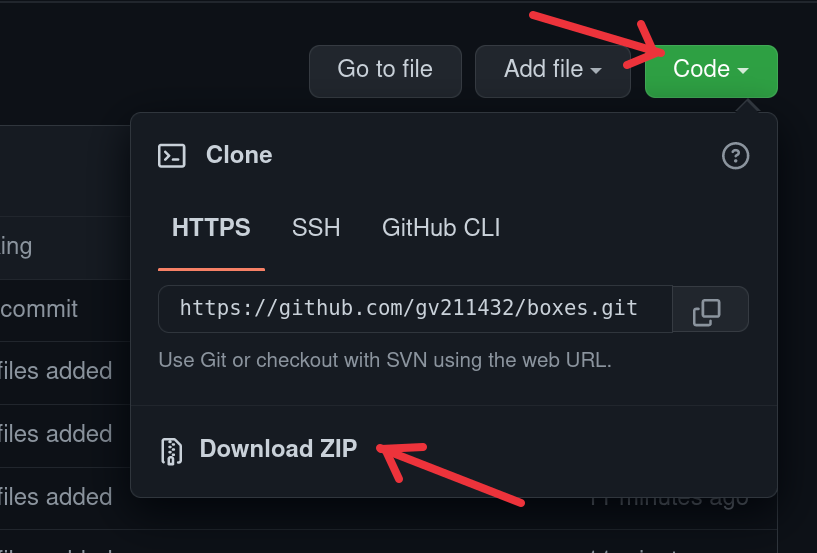 Go to file
Add file
Code
Clone
HTTPS
SSH
GitHub CLI
ing
https://github.com/gv211432/boxes.git
commit
Use Git or checkout with SVN using the web URL.
files added
files added
Download ZIP
files added
minutes ago